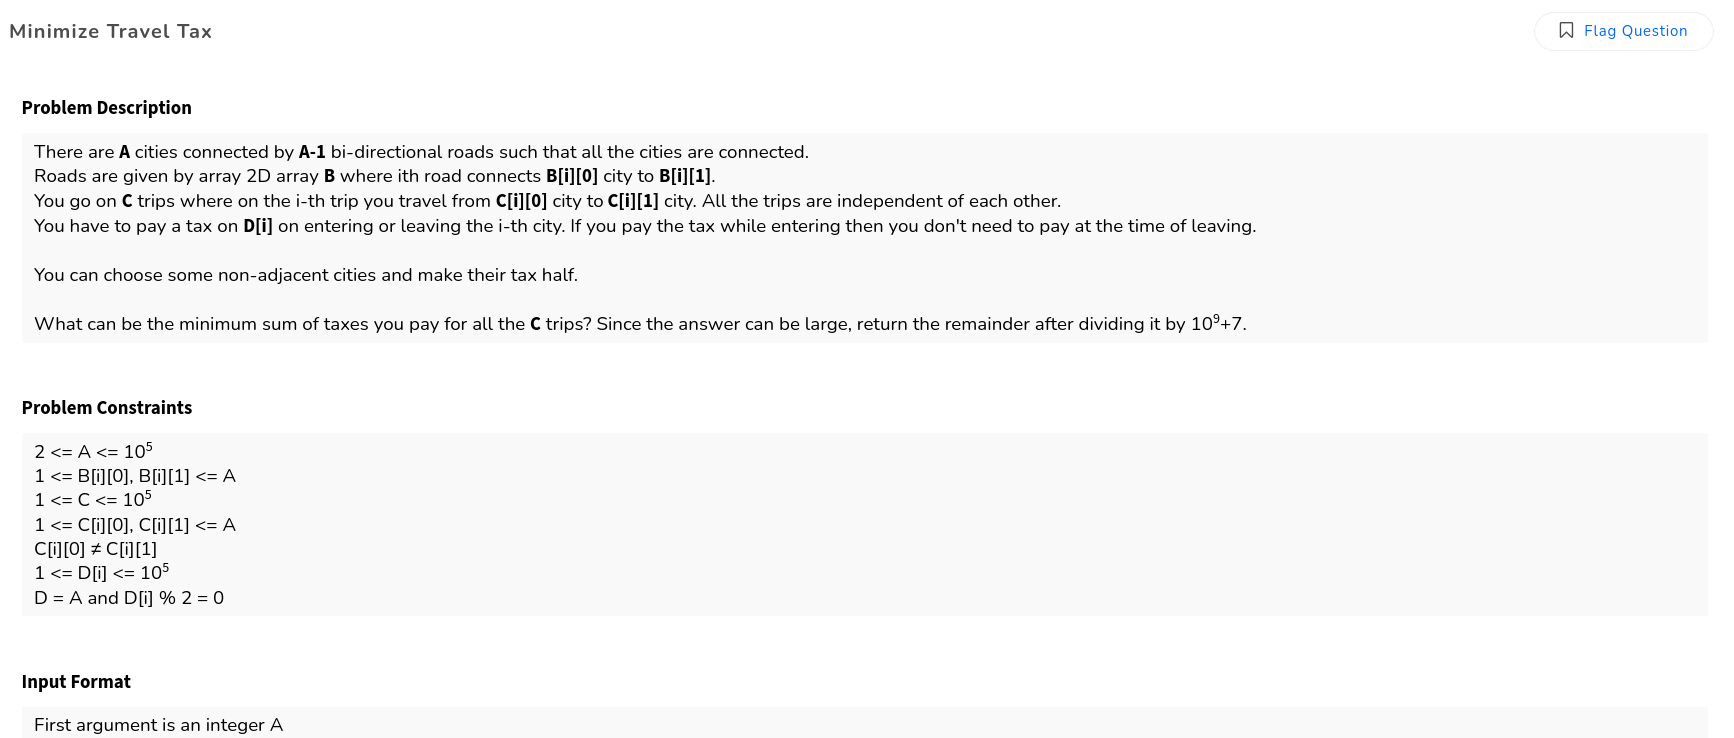 Minimize Travel Tax
Flag Question
Problem Description
There are A cities connected by A-1 bi-directional roads such that all the cities are connected.
Roads are given by array 2D array B where ith road connects B[i][0] city to B[i][1].
You go on C trips where on the i-th trip you travel from C[i][0] city to C[i][1] city. All the trips are independent of each other.
You have to pay a tax on D[i] on entering or leaving the i-th city. If you pay the tax while entering then you don't need to pay at the time of leaving.
You can choose some non-adjacent cities and make their tax half.
What can be the minimum sum of taxes you pay for all the C trips? Since the answer can be large, return the remainder after dividing it by 10⁹+7.
Problem Constraints
2 <= A <= 10⁵
1 <= B[i][0], B[i][1] <= A
1 <= C <= 10⁵
1 <= C[i][0], C[i][1] <= A
C[i][0] ≠ C[i][1]
1 <= D[i] <= 10⁵
D = A and D[i] % 2 = 0
Input Format
First argument is an integer A